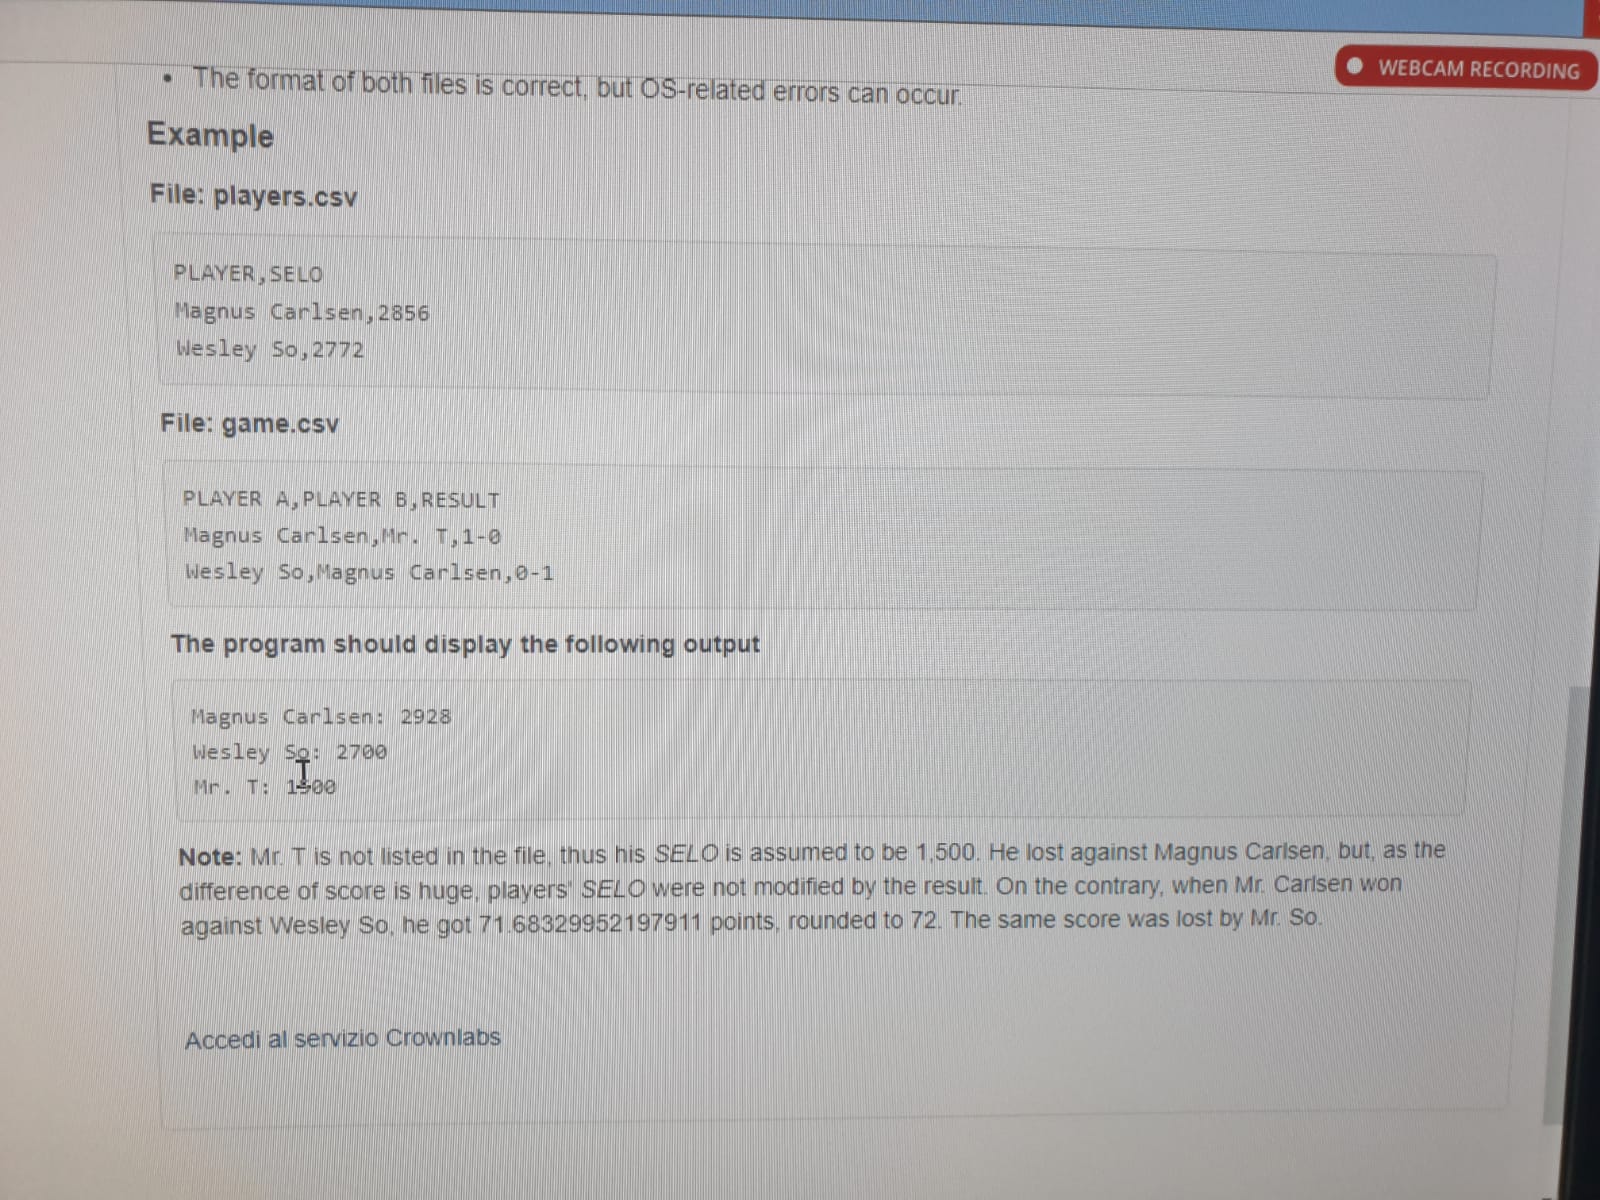 WEBCAM RECORDING
• The format of both files is correct, but OS-related errors can occur.
Example
File: players.csv
PLAYER,SELO
Magnus Carlsen,2856
Wesley So,2772
File: game.csv
PLAYER A,PLAYER B,RESULT
Magnus Carlsen,Mr. T,1-0
Wesley So,Magnus Carlsen,0-1
The program should display the following output
Magnus Carlsen: 2928
Wesley So: 2700
Mr. T: 1500
Note: Mr. T is not listed in the file, thus his SELO is assumed to be 1,500. He lost against Magnus Carlsen, but, as the
difference of score is huge, players' SELO were not modified by the result. On the contrary, when Mr. Carlsen won
against Wesley So, he got 71.68329952197911 points, rounded to 72. The same score was lost by Mr. So.
Accedi al servizio Crownlabs